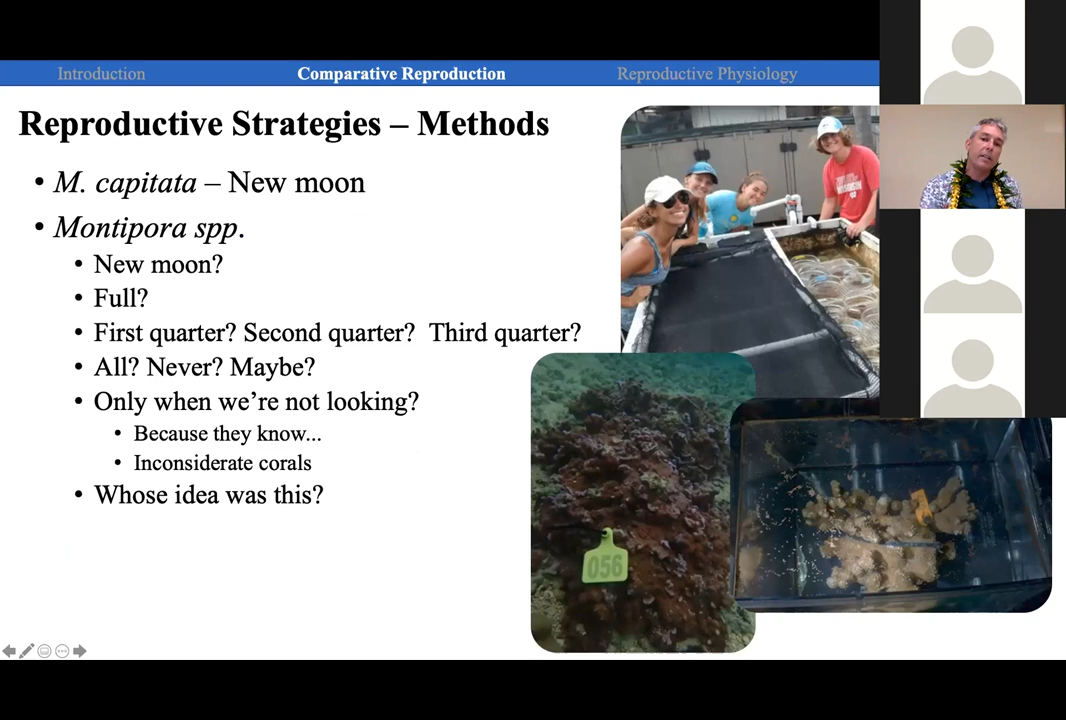 Introduction
Comparative Reproduction
Reproductive Physiology
Reproductive Strategies – Methods
• M. capitata – New moon
• Montipora spp.
• New moon?
• Full?
• First quarter? Second quarter? Third quarter?
• All? Never? Maybe?
• Only when we're not looking?
• Because they know...
• Inconsiderate corals
• Whose idea was this?
056